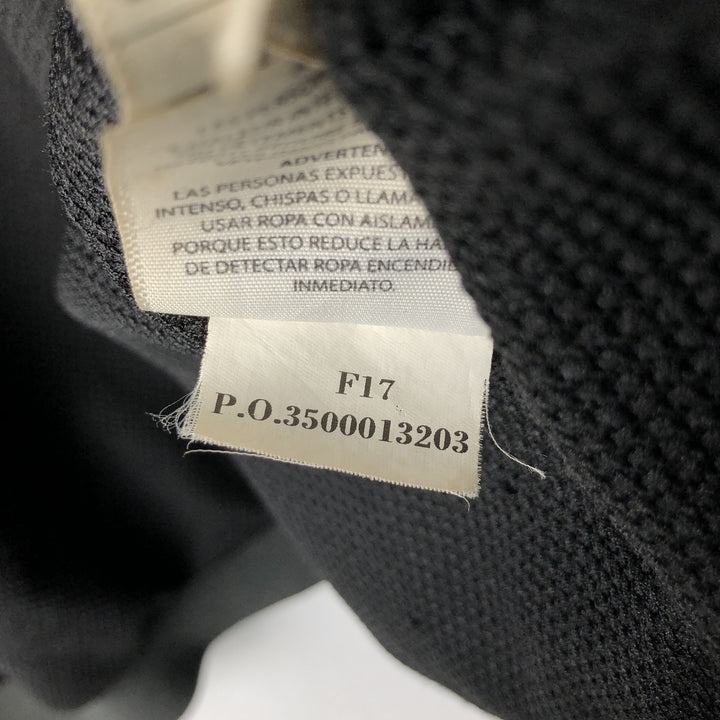 ADVERTEN
LAS PERSONAS EXPUEST
INTENSO, CHISPAS O LLAMA
USAR ROPA CON AISLAM
PORQUE ESTO REDUCE LA HA
DE DETECTAR ROPA ENCENDID
INMEDIATO.
F17
P.O.3500013203